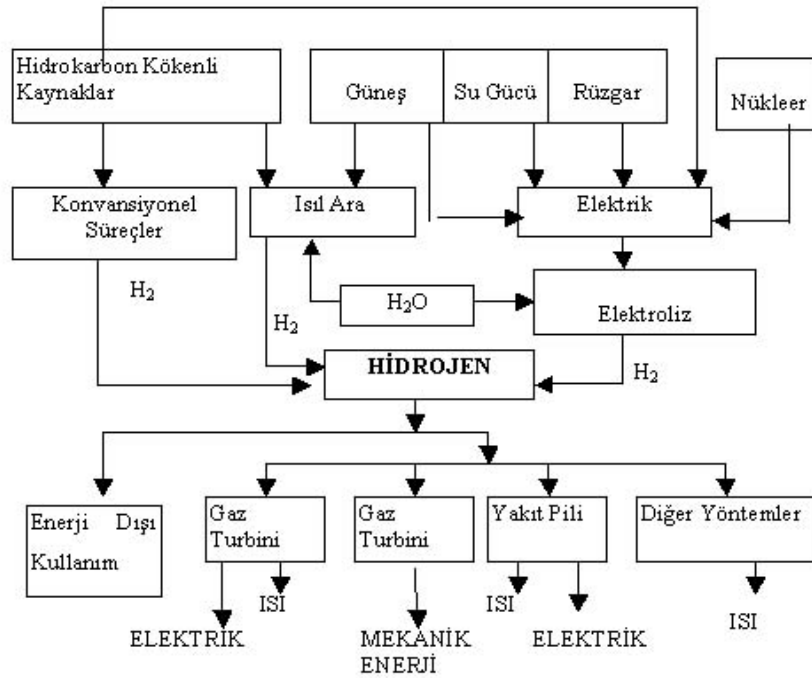 Hidrokarbon Kökenli
Kaynaklar
Güneş
Su Gücü
Rüzgar
Nükleer
Konvansiyonel
Süreçler
Isıl Ara
Elektrik
H₂
H₂O
Elektroliz
H₂
HİDROJEN
H₂
Enerji Dışı
Kullanım
Gaz
Turbini
Gaz
Turbini
Yakıt Pili
Diğer Yöntemler
ISI
ISI
ISI
ELEKTRİK
MEKANİK
ENERJİ
ELEKTRİK